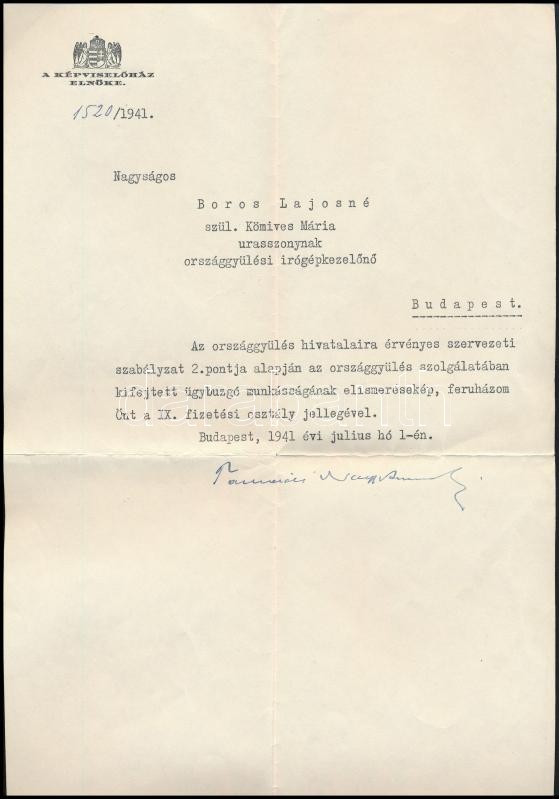 A KÉPVISELŐHÁZ
ELNÖKE.
1520/1941.
Nagyságos
Boros Lajosné
szül. Kömives Mária
urasszonynak
országgyülési irógépkezelőnő
Budapest.
Az országgyülés hivatalaira érvényes szervezeti
szabályzat 2.pontja alapján az országgyülés szolgálatában
kifejtett ügybuzgó munkásságának elismerésekép, feruházom
Önt a IX. fizetési osztály jellegével.
Budapest, 1941 évi julius hó 1-én.